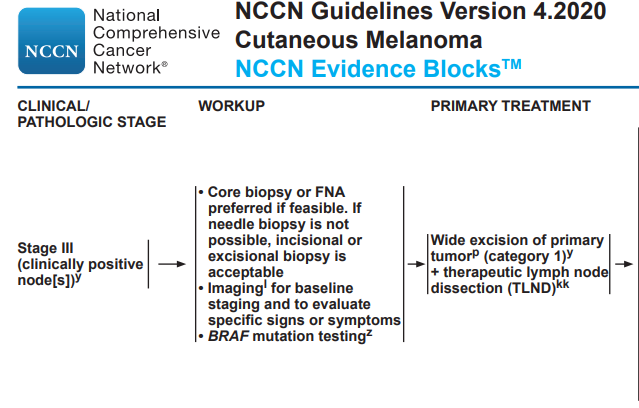 National
Comprehensive
Cancer
Network®
NCCN
NCCN Guidelines Version 4.2020
Cutaneous Melanoma
NCCN Evidence Blocks™
CLINICAL/
PATHOLOGIC STAGE
WORKUP
PRIMARY TREATMENT
Stage III
(clinically positive
node[s])y
• Core biopsy or FNA
preferred if feasible. If
needle biopsy is not
possible, incisional or
excisional biopsy is
acceptable
• Imagingl for baseline
staging and to evaluate
specific signs or symptoms
• BRAF mutation testingz
Wide excision of primary
tumorp (category 1)y
+ therapeutic lymph node
dissection (TLND)kk